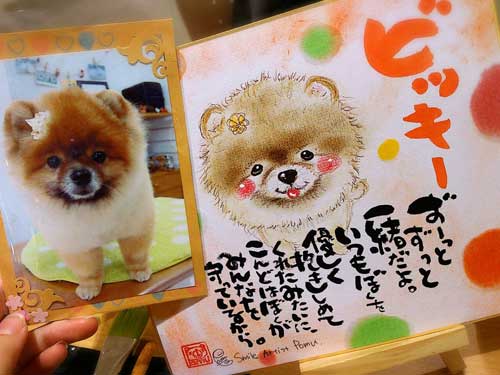 ビッキー
ずーっと
ずっと
一緒だよ。
いつもぼくを
優しく
抱きしめて
くれたみたいに
こんどはぼくが
みんなを
守っているから。
Smile Artist Pomu.